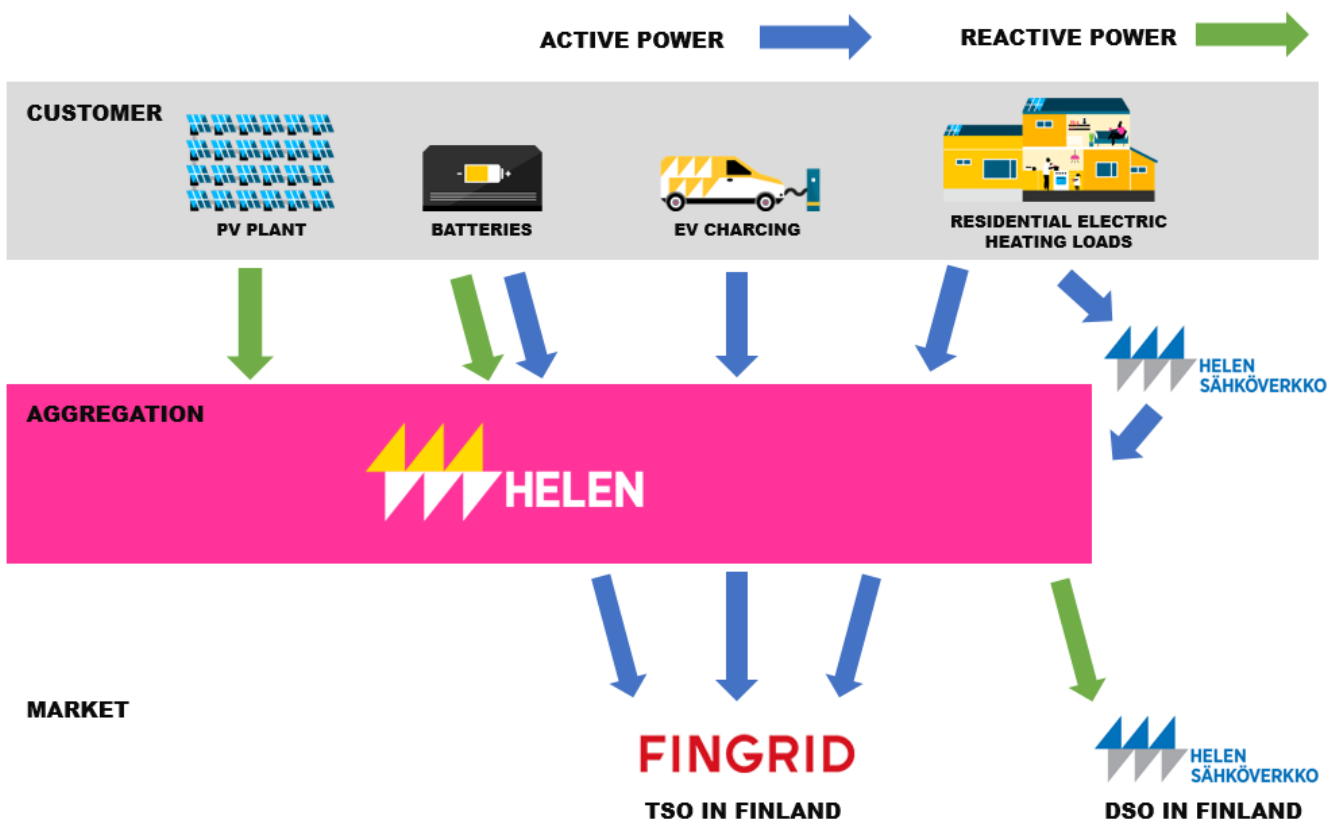 ACTIVE POWER
REACTIVE POWER
CUSTOMER
- +
PV PLANT
BATTERIES
EV CHARCING
RESIDENTIAL ELECTRIC
HEATING LOADS
HELEN
SÄHKÖVERKKO
AGGREGATION
HELEN
MARKET
FINGRID
TSO IN FINLAND
HELEN
SÄHKÖVERKKO
DSO IN FINLAND